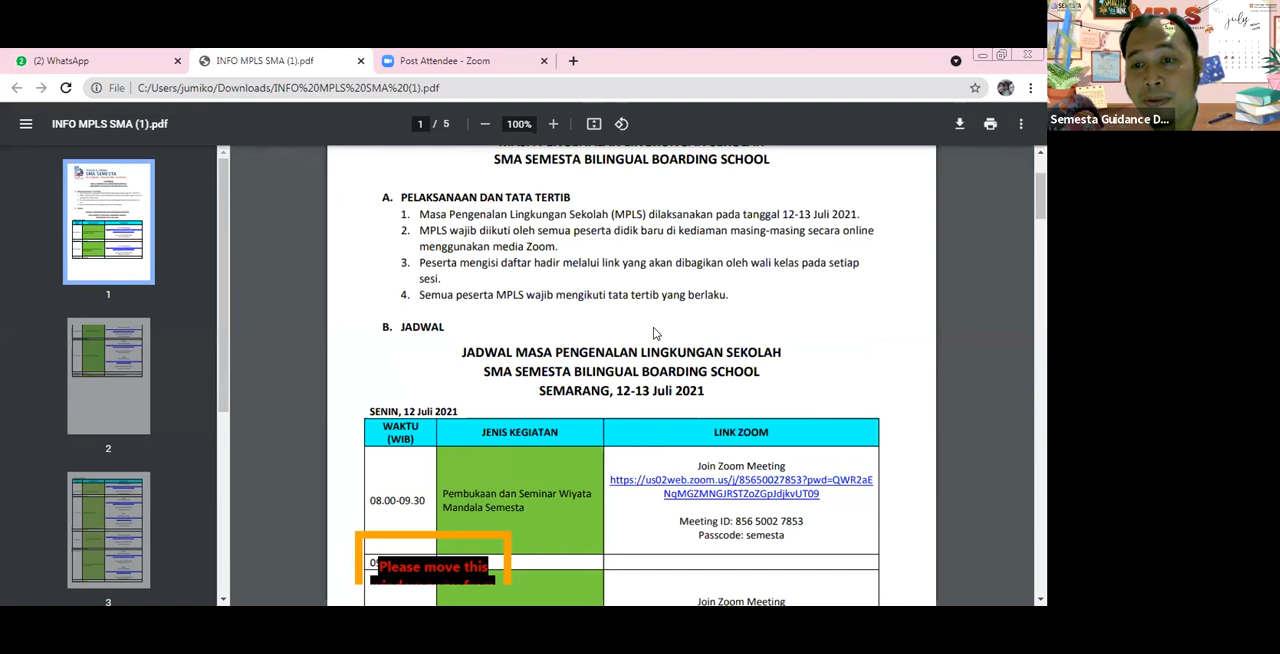 (2) WhatsApp
INFO MPLS SMA (1).pdf
Post Attendee - Zoom
File
C:/Users/jumiko/Downloads/INFO%20MPLS%20SMA%20(1).pdf
INFO MPLS SMA (1).pdf
1 / 5
100%
SMA SEMESTA BILINGUAL BOARDING SCHOOL
A. PELAKSANAAN DAN TATA TERTIB
1. Masa Pengenalan Lingkungan Sekolah (MPLS) dilaksanakan pada tanggal 12-13 Juli 2021.
2. MPLS wajib diikuti oleh semua peserta didik baru di kediaman masing-masing secara online
menggunakan media Zoom.
3. Peserta mengisi daftar hadir melalui link yang akan dibagikan oleh wali kelas pada setiap
sesi.
4. Semua peserta MPLS wajib mengikuti tata tertib yang berlaku.
B. JADWAL
JADWAL MASA PENGENALAN LINGKUNGAN SEKOLAH
SMA SEMESTA BILINGUAL BOARDING SCHOOL
SEMARANG, 12-13 Juli 2021
SENIN, 12 Juli 2021
WAKTU
(WIB)
JENIS KEGIATAN
LINK ZOOM
08.00-09.30
Pembukaan dan Seminar Wiyata
Mandala Semesta
Join Zoom Meeting
https://us02web.zoom.us/j/85650027853?pwd=QWR2aE
NqMGZMNGJRSTZoZGpJdjkvUT09
Meeting ID: 856 5002 7853
Passcode: semesta
Please move this
Join Zoom Meeting
1
2
3
SEMESTA
MPLS
july
Semesta Guidance D...